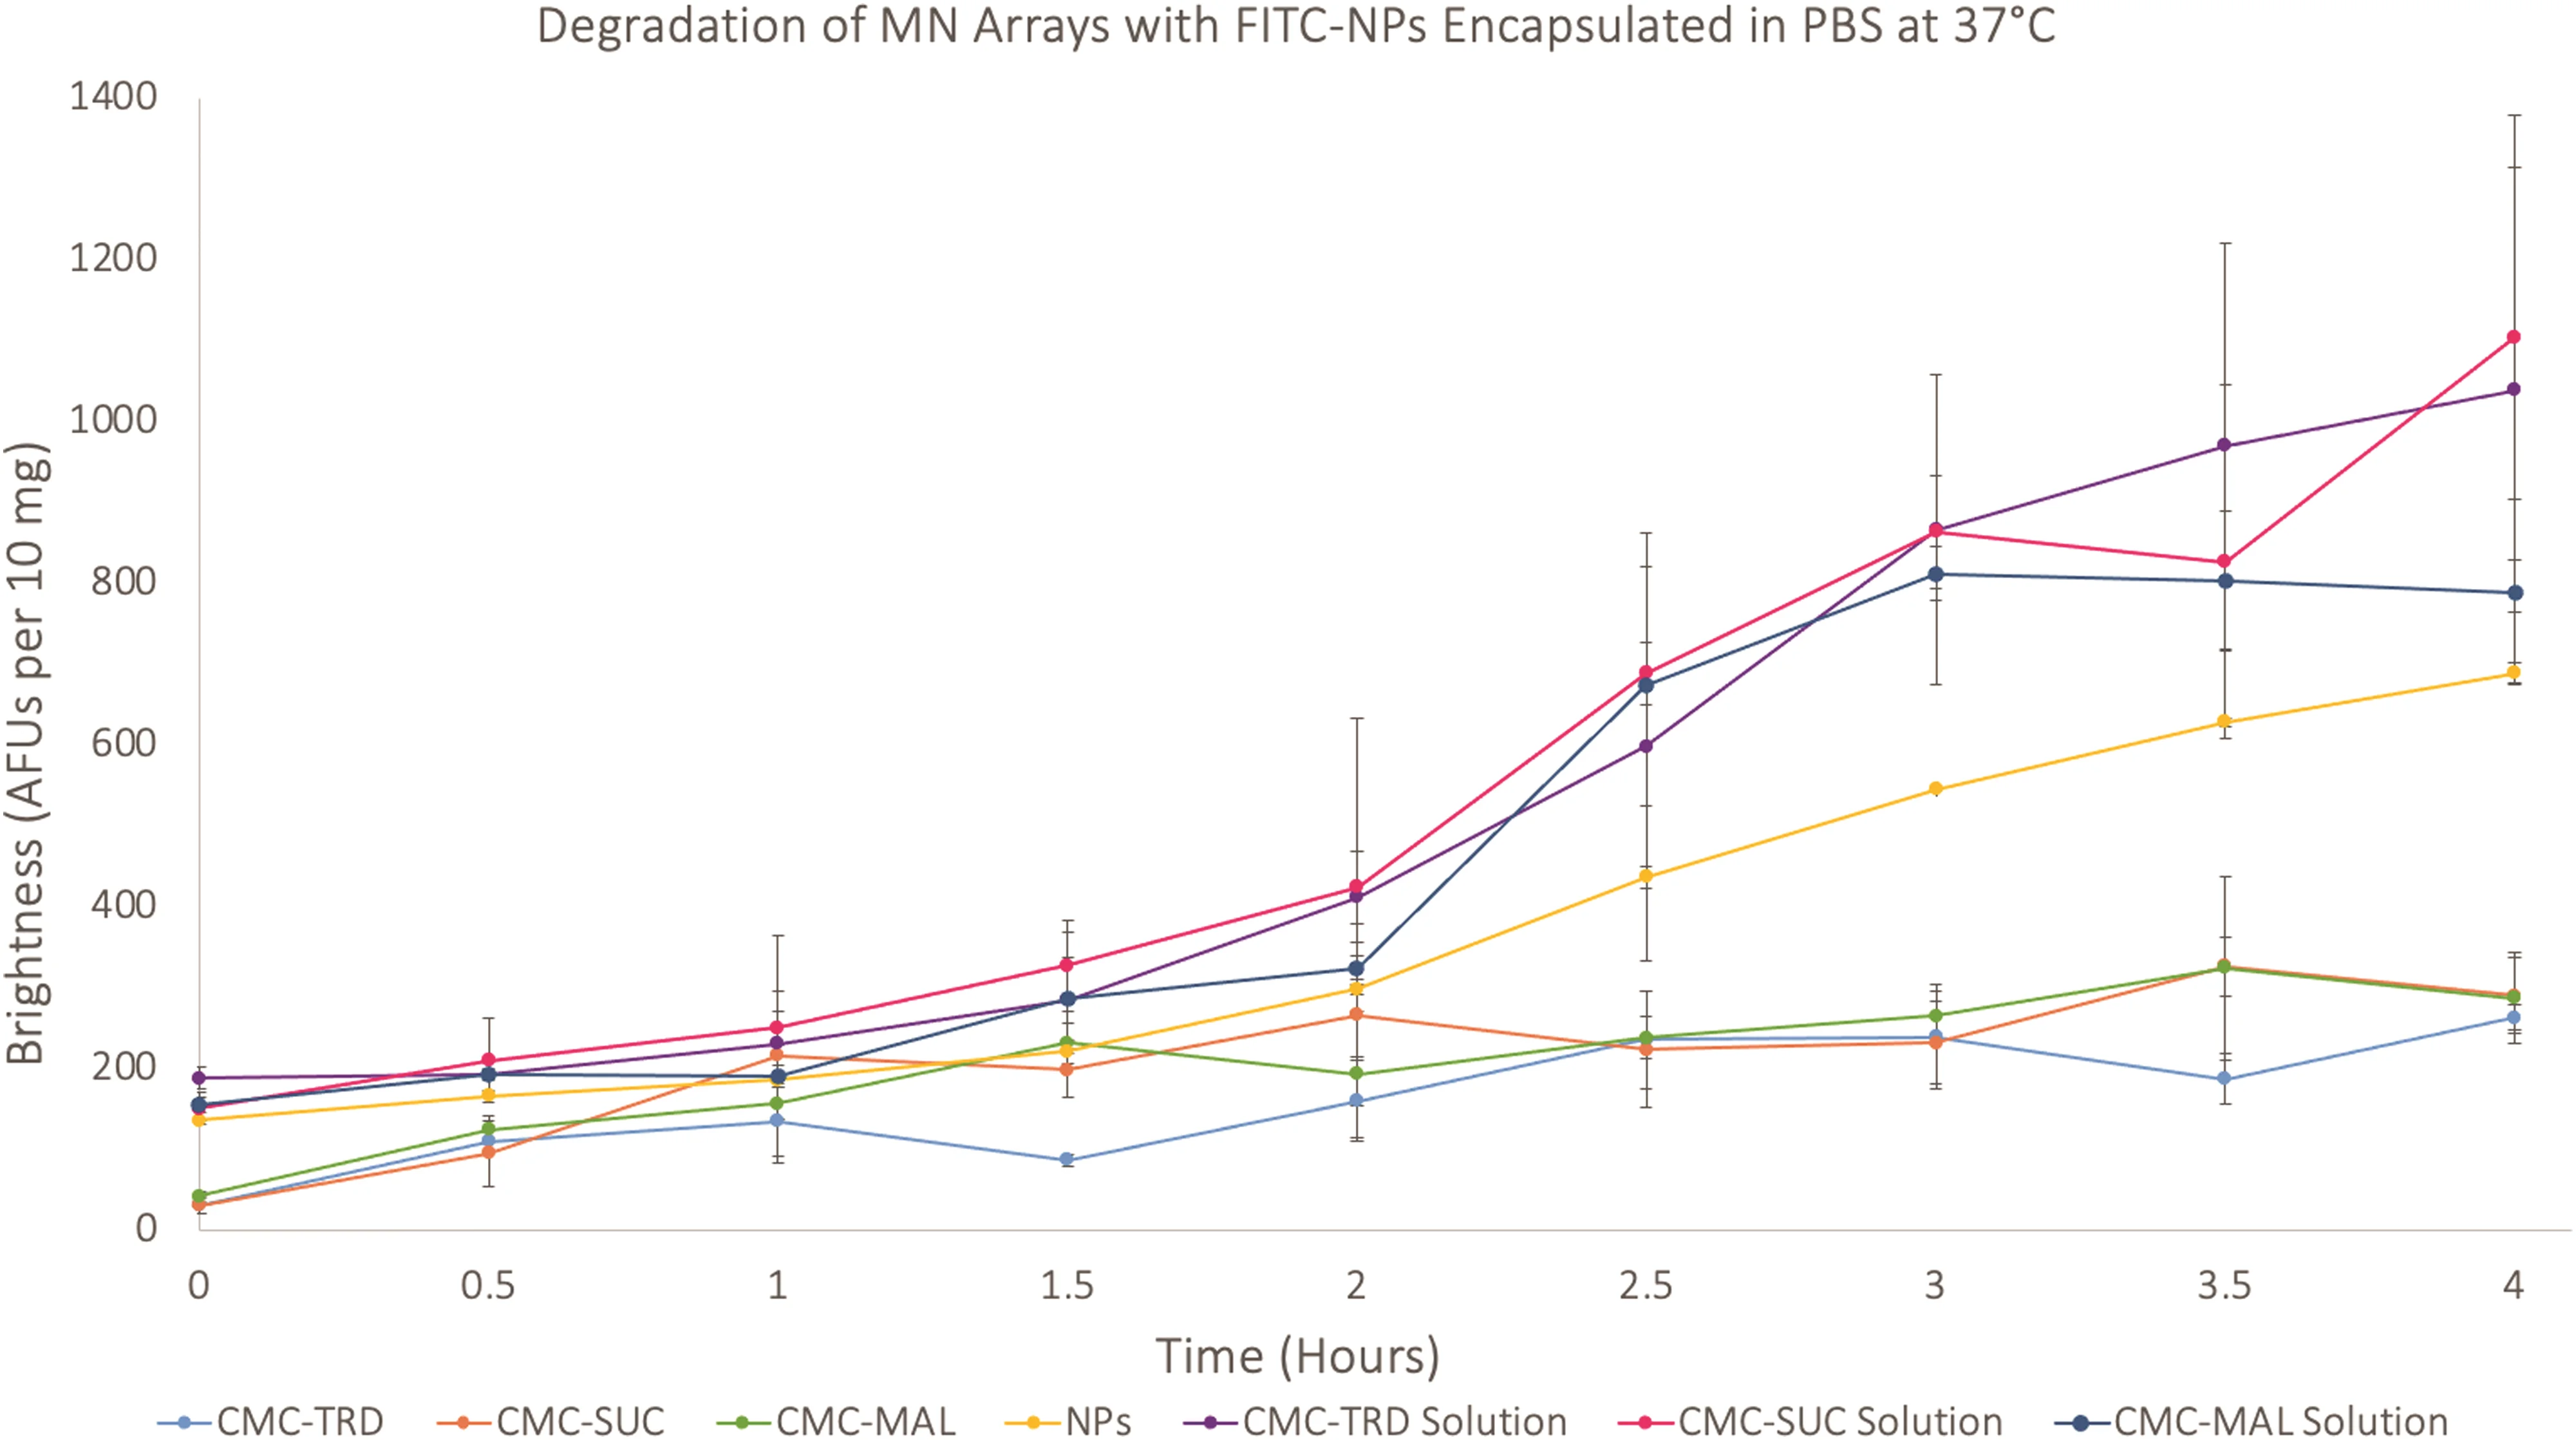 Degradation of MN Arrays with FITC-NPs Encapsulated in PBS at 37°C
1400
1200
1000
800
600
400
200
0
Brightness (AFUs per 10 mg)
0 0.5 1 1.5 2 2.5 3 3.5 4
Time (Hours)
CMC-TRD CMC-SUC CMC-MAL NPs CMC-TRD Solution CMC-SUC Solution CMC-MAL Solution